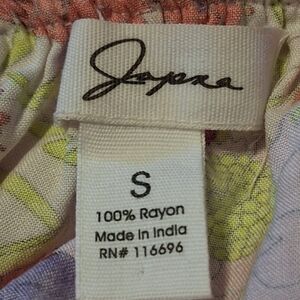 Japna
S
100% Rayon
Made in India
RN# 116696